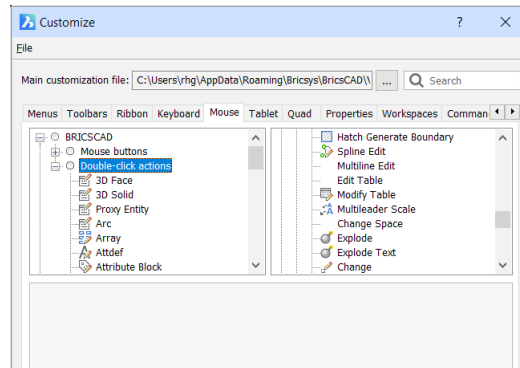 Customize
File
Main customization file: C:\Users\rhg\AppData\Roaming\Bricsys\BricsCAD\\ ... Search
Menus Toolbars Ribbon Keyboard Mouse Tablet Quad Properties Workspaces Comman
BRICSCAD
Mouse buttons
Double-click actions
3D Face
3D Solid
Proxy Entity
Arc
Array
Attdef
Attribute Block
Hatch Generate Boundary
Spline Edit
Multiline Edit
Edit Table
Modify Table
Multileader Scale
Change Space
Explode
Explode Text
Change